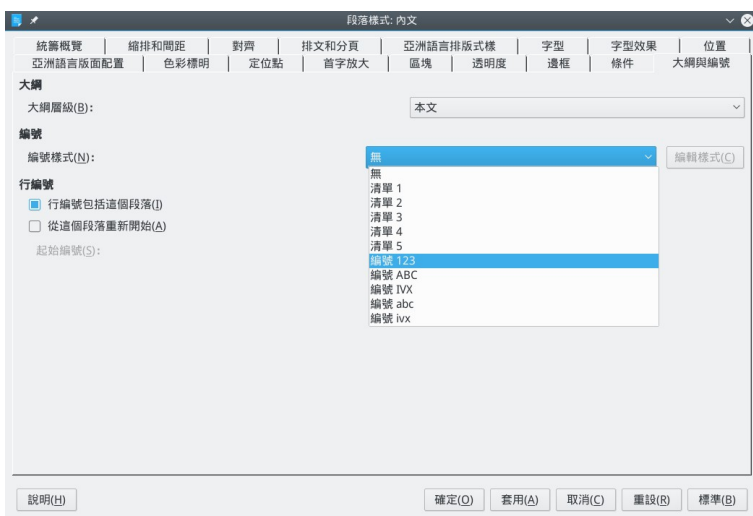 段落樣式: 內文
統籌概覽 縮排和間距 對齊 排文和分頁 亞洲語言排版式樣 字型 字型效果 位置
亞洲語言版面配置 色彩標明 定位點 首字放大 區塊 透明度 邊框 條件 大綱與編號
大綱
大綱層級(B): 本文
編號
編號樣式(N): 無 編輯樣式(C)
無
清單 1
行編號
清單 2
行編號包括這個段落(I)
清單 3
從這個段落重新開始(A)
清單 4
起始編號(S):
清單 5
編號 123
編號 ABC
編號 IVX
編號 abc
編號 ivx
說明(H) 確定(O) 套用(A) 取消(C) 重設(R) 標準(B)